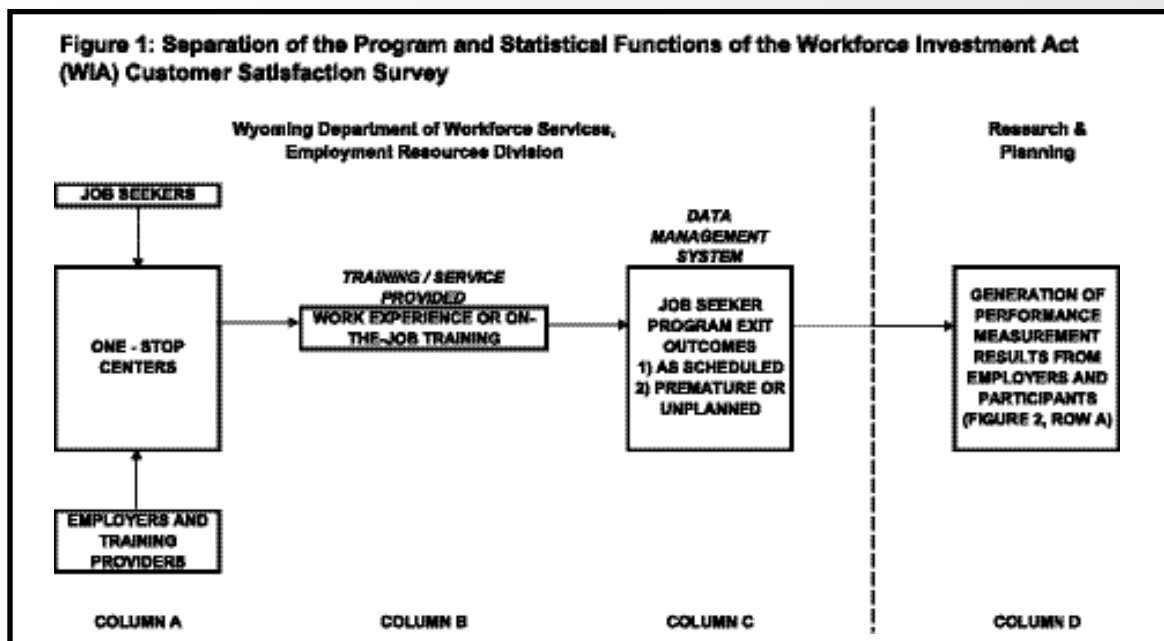 Figure 1: Separation of the Program and Statistical Functions of the Workforce Investment Act
(WIA) Customer Satisfaction Survey
Wyoming Department of Workforce Services,
Employment Resources Division
Research &
Planning
JOB SEEKERS
ONE - STOP
CENTERS
EMPLOYERS AND
TRAINING
PROVIDERS
TRAINING / SERVICE
PROVIDED
WORK EXPERIENCE OR ON-
THE-JOB TRAINING
DATA
MANAGEMENT
SYSTEM
JOB SEEKER
PROGRAM EXIT
OUTCOMES
1) AS SCHEDULED
2) PREMATURE OR
UNPLANNED
GENERATION OF
PERFORMANCE
MEASUREMENT
RESULTS FROM
EMPLOYERS AND
PARTICIPANTS
(FIGURE 2, ROW A)
COLUMN A
COLUMN B
COLUMN C
COLUMN D